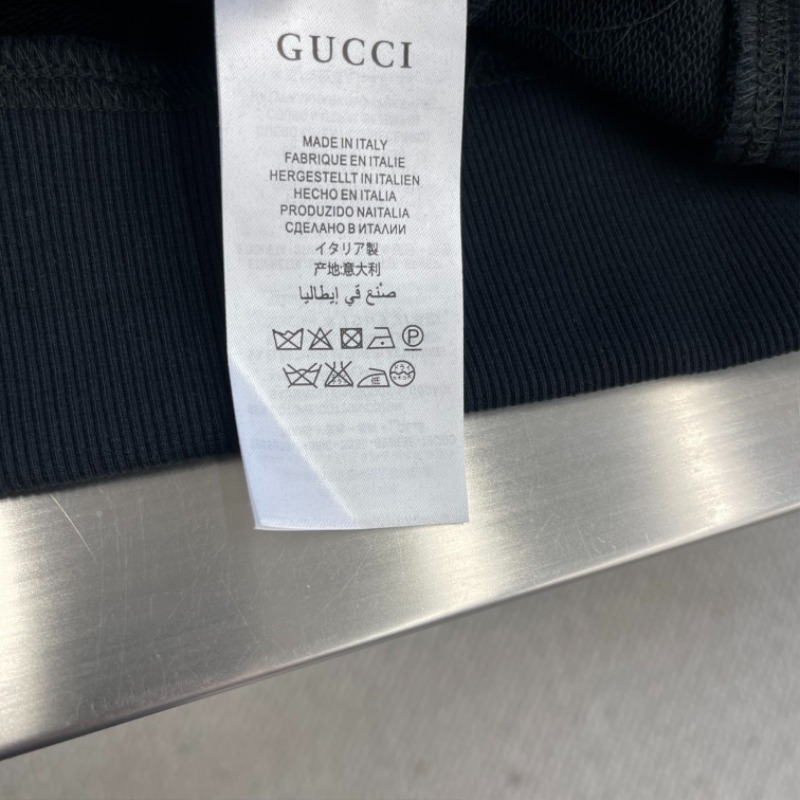 GUCCI
MADE IN ITALY
FABRIQUE EN ITALIE
HERGESTELLT IN ITALIEN
HECHO EN ITALIA
PRODUZIDO NAITALIA
СДЕЛАНО В ИТАЛИИ
イタリア製
产地:意大利
صنع في إيطاليا
P